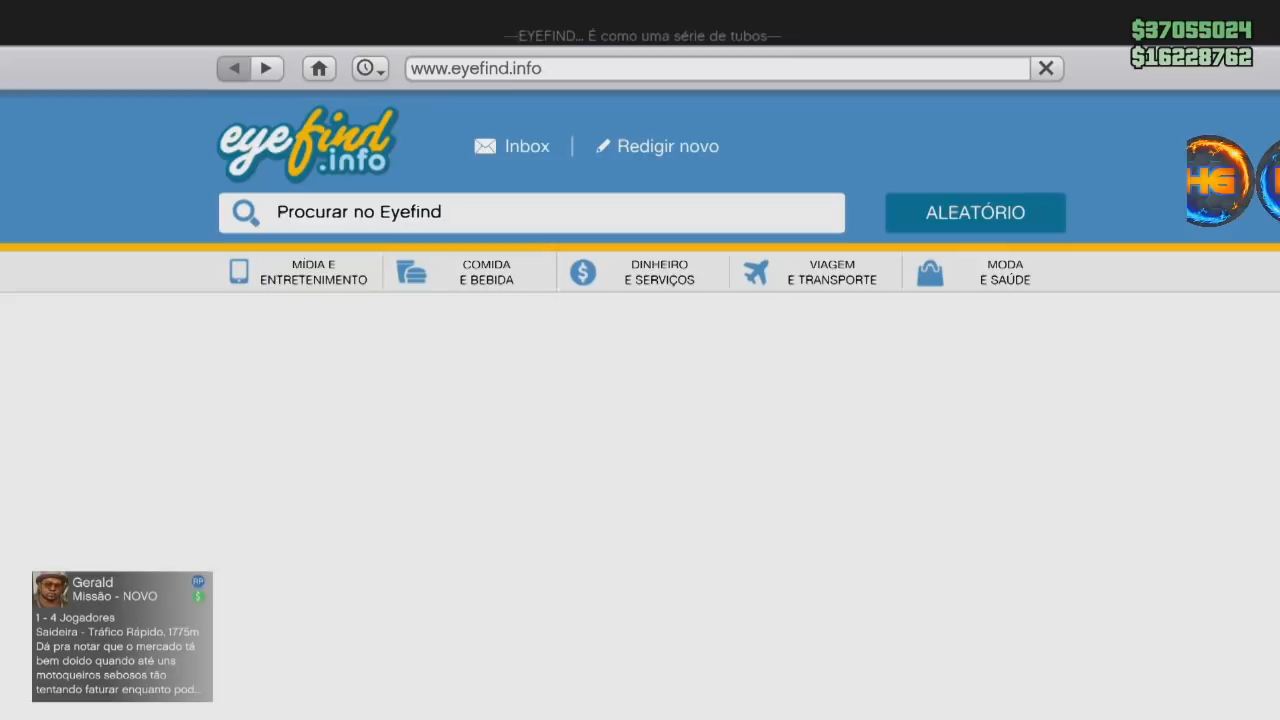 —EYEFIND... É como uma série de tubos—
$37055024
$16228762
www.eyefind.info
eyefind
.info
Inbox
Redigir novo
HG
Procurar no Eyefind
ALEATÓRIO
MÍDIA E
ENTRETENIMENTO
COMIDA
E BEBIDA
DINHEIRO
E SERVIÇOS
VIAGEM
E TRANSPORTE
MODA
E SAÚDE
Gerald
RP
Missão - NOVO
$
1 - 4 Jogadores
Saideira - Tráfico Rápido, 1775m
Dá pra notar que o mercado tá
bem doido quando até uns
motoqueiros sebosos tão
tentando faturar enquanto pod...